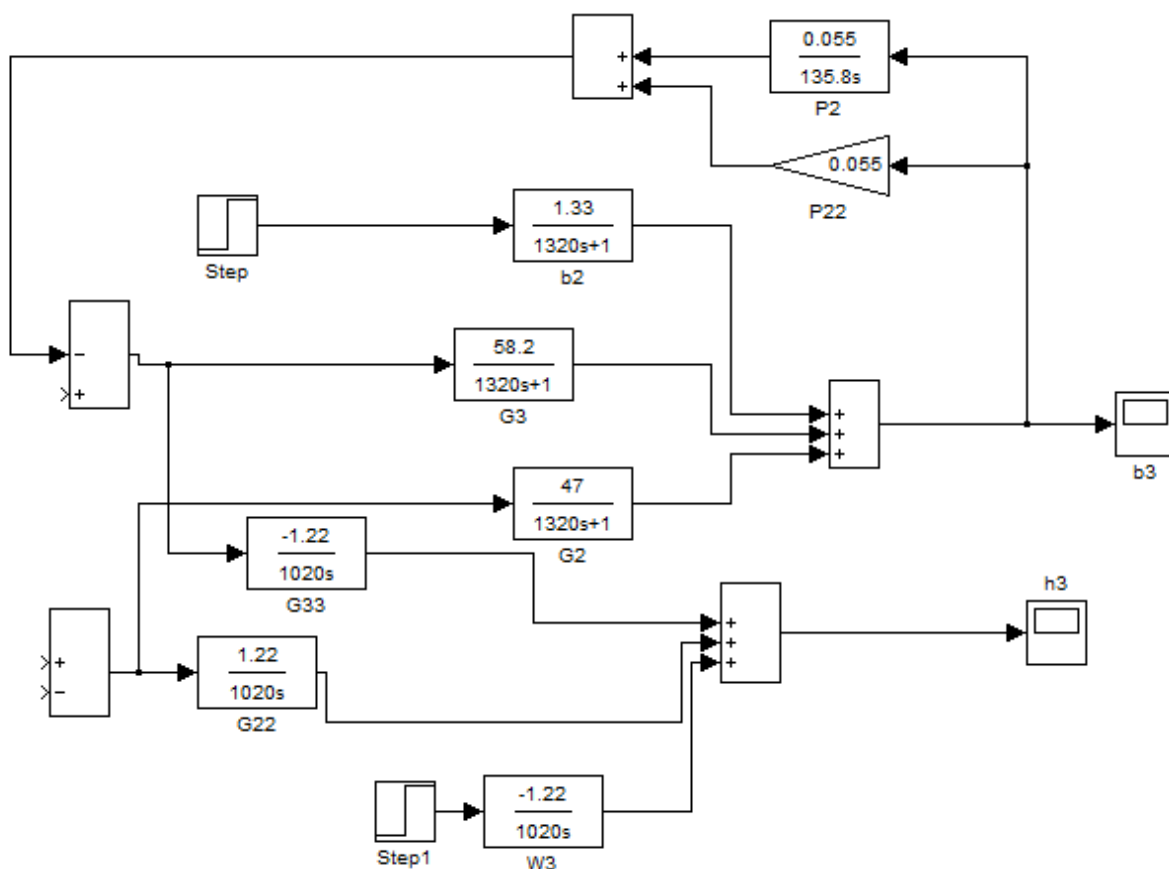 +
+
0.055
135.8s
P2
0.055
P22
Step
1.33
1320s+1
b2
−
+
58.2
1320s+1
G3
+
+
+
b3
47
1320s+1
G2
-1.22
1020s
G33
+
−
1.22
1020s
G22
+
+
+
h3
Step1
-1.22
1020s
W3